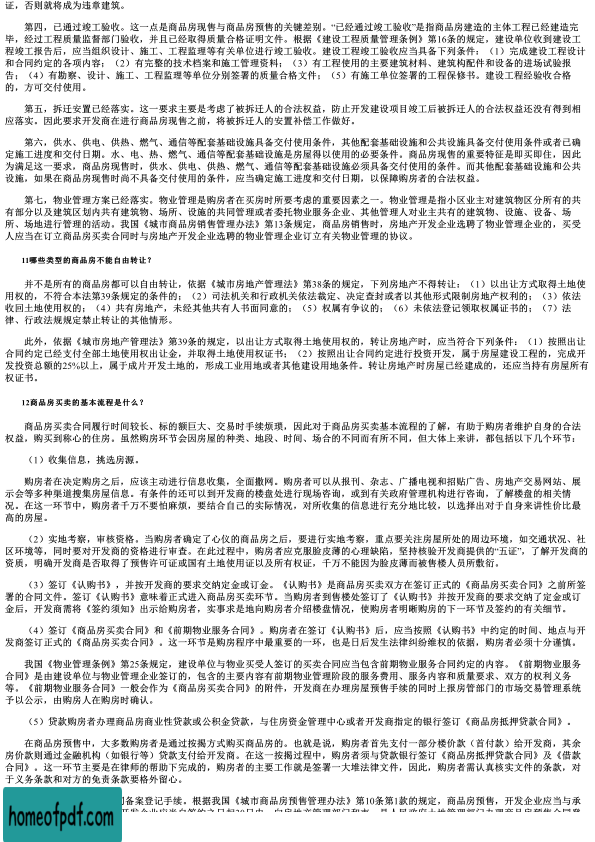 证，否则就将成为违章建筑。
第四，已通过竣工验收。这一点是商品房现售与商品房预售的关键差别。“已经通过竣工验收”是指商品房建造的主体工程已经建造完
毕，经过工程质量监督部门验收，并且已经取得质量合格证明文件。根据《建设工程质量管理条例》第16条的规定，建设单位收到建设工
程竣工报告后，应当组织设计、施工、工程监理等有关单位进行竣工验收。建设工程竣工验收应当具备下列条件：（1）完成建设工程设计
和合同约定的各项内容；（2）有完整的技术档案和施工管理资料；（3）有工程使用的主要建筑材料、建筑构配件和设备的进场试验报
告；（4）有勘察、设计、施工、工程监理等单位分别签署的质量合格文件；（5）有施工单位签署的工程保修书。建设工程经验收合格
的，方可交付使用。
第五，拆迁安置已经落实。这一要求主要是考虑了被拆迁人的合法权益，防止开发建设项目竣工后被拆迁人的合法权益还没有得到相
应落实。因此要求开发商在进行商品房现售之前，将被拆迁人的安置补偿工作做好。
第六，供水、供电、供热、燃气、通信等配套基础设施具备交付使用条件，其他配套基础设施和公共设施具备交付使用条件或者已确
定施工进度和交付日期。水、电、热、燃气、通信等配套基础设施是房屋得以使用的必要条件。商品房现售的重要特征是即买即住，因此
为满足这一要求，商品房现售时，供水、供电、供热、燃气、通信等配套基础设施必须具备交付使用的条件。而其他配套基础设施和公共
设施，如果在商品房现售时尚不具备交付使用的条件，应当确定施工进度和交付日期，以保障购房者的合法权益。
第七，物业管理方案已经落实。物业管理是购房者在买房时所要考虑的重要因素之一。物业管理是指小区业主对建筑物区分所有的共
有部分以及建筑区划内共有建筑物、场所、设施的共同管理或者委托物业服务企业、其他管理人对业主共有的建筑物、设施、设备、场
所、场地进行管理的活动。我国《城市商品房销售管理办法》第13条规定，商品房销售时，房地产开发企业选聘了物业管理企业的，买受
人应当在订立商品房买卖合同时与房地产开发企业选聘的物业管理企业订立有关物业管理的协议。
11哪些类型的商品房不能自由转让？
并不是所有的商品房都可以自由转让，依据《城市房地产管理法》第38条的规定，下列房地产不得转让：（1）以出让方式取得土地使
用权的，不符合本法第39条规定的条件的；（2）司法机关和行政机关依法裁定、决定查封或者以其他形式限制房地产权利的；（3）依法
收回土地使用权的；（4）共有房地产，未经其他共有人书面同意的；（5）权属有争议的；（6）未依法登记领取权属证书的；（7）法
律、行政法规规定禁止转让的其他情形。
此外，依据《城市房地产管理法》第39条的规定，以出让方式取得土地使用权的，转让房地产时，应当符合下列条件：（1）按照出让
合同约定已经支付全部土地使用权出让金，并取得土地使用权证书；（2）按照出让合同约定进行投资开发，属于房屋建设工程的，完成开
发投资总额的25%以上，属于成片开发土地的，形成工业用地或者其他建设用地条件。转让房地产时房屋已经建成的，还应当持有房屋所有
权证书。
12商品房买卖的基本流程是什么？
商品房买卖合同履行时间较长、标的额巨大、交易时手续烦琐，因此对于商品房买卖基本流程的了解，有助于购房者维护自身的合法
权益，购买到称心的住房。虽然购房环节会因房屋的种类、地段、时间、场合的不同而有所不同，但大体上来讲，都包括以下几个环节：
（1）收集信息，挑选房源。
购房者在决定购房之后，应该主动进行信息收集，全面撒网。购房者可以从报刊、杂志、广播电视和招贴广告、房地产交易网站、展
示会等多种渠道搜集房屋信息。有条件的还可以到开发商的楼盘处进行现场咨询，或到有关政府管理机构进行咨询，了解楼盘的相关情
况。在这一环节中，购房者千万不要怕麻烦，要结合自己的实际情况，对所收集的信息进行充分地比较，以选择出对于自身来讲性价比最
高的房屋。
（2）实地考察，审核资格。当购房者确定了心仪的商品房之后，要进行实地考察，重点要关注房屋所处的周边环境，如交通状况、社
区环境等，同时要对开发商的资格进行审查。在此过程中，购房者应克服脸皮薄的心理缺陷，坚持核验开发商提供的“五证”，了解开发商的
资质，明确开发商是否取得了预售许可证或国有土地使用证以及所有权证，千万不能因为脸皮薄而被售楼人员所敷衍。
（3）签订《认购书》，并按开发商的要求交纳定金或订金。《认购书》是商品房买卖双方在签订正式的《商品房买卖合同》之前所签
署的合同文件。签订《认购书》意味着正式进入商品房买卖环节。当购房者到售楼处签订了《认购书》并按开发商的要求交纳了定金或订
金后，开发商需将《签约须知》出示给购房者，实事求是地向购房者介绍楼盘情况，使购房者明晰购房的下一环节及签约的有关细节。
（4）签订《商品房买卖合同》和《前期物业服务合同》。购房者在签订《认购书》后，应当按照《认购书》中约定的时间、地点与开
发商签订正式的《商品房买卖合同》。这一环节是购房程序中最重要的一环，也是日后发生法律纠纷维权的依据，购房者必须十分谨慎。
我国《物业管理条例》第25条规定，建设单位与物业买受人签订的买卖合同应当包含前期物业服务合同约定的内容。《前期物业服务
合同》是由建设单位与物业管理企业签订的，包含的主要内容有前期物业管理阶段的服务费用、服务内容和质量要求、双方的权利义务
等。《前期物业服务合同》一般会作为《商品房买卖合同》的附件，开发商在办理房屋预售手续的同时上报房管部门的市场交易管理系统
予以公示，由购房人在购房时确认。
（5）贷款购房者办理商品房商业性贷款或公积金贷款，与住房资金管理中心或者开发商指定的银行签订《商品房抵押贷款合同》。
在商品房预售中，大多数购房者是通过按揭方式购买商品房的。也就是说，购房者首先支付一部分楼价款（首付款）给开发商，其余
房价款则通过金融机构（如银行等）贷款支付给开发商。在这一按揭过程中，购房者须与贷款银行签订《商品房抵押贷款合同》及《借款
合同》。这一环节主要是在律师的帮助下完成的，购房者的主要工作就是签署一大堆法律文件，因此，购房者需认真核实文件的条款，对
于义务条款和对方的免责条款要格外留心。
备案登记手续。根据我国《城市商品房预售管理办法》第10条第1款的规定，商品房预售，开发企业应当与承
homeofpdf.com